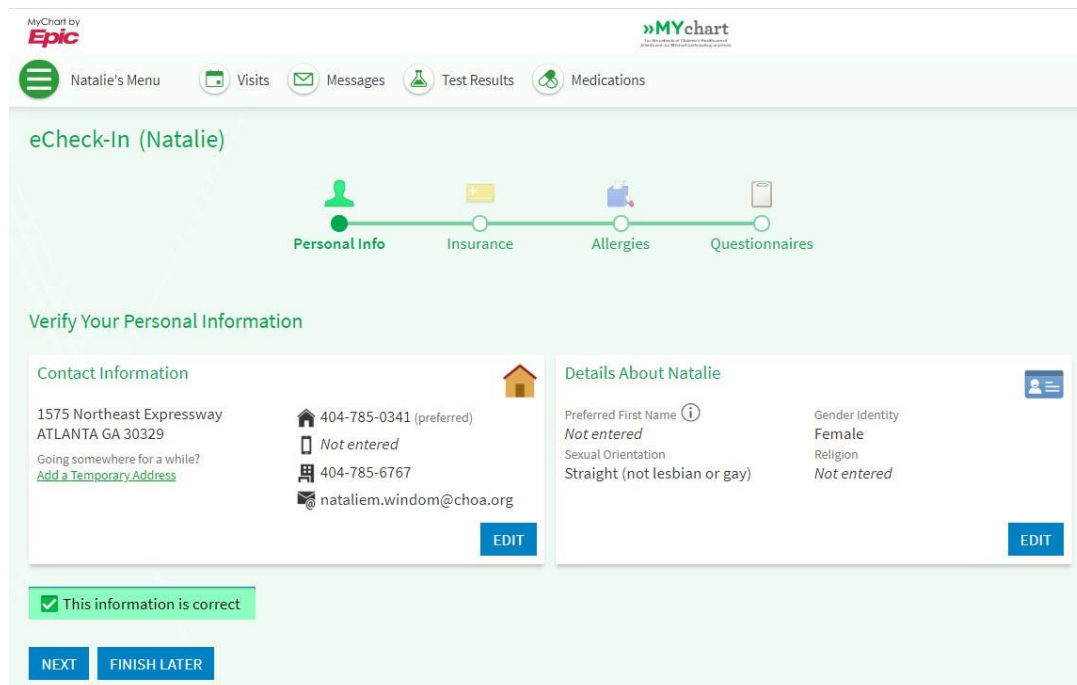 MyChart by
Epic
»MYchart
Natalie's Menu
Visits
Messages
Test Results
Medications
eCheck-In (Natalie)
Personal Info
Insurance
Allergies
Questionnaires
Verify Your Personal Information
Contact Information
1575 Northeast Expressway
ATLANTA GA 30329
Going somewhere for a while?
Add a Temporary Address
404-785-0341 (preferred)
Not entered
404-785-6767
nataliem.windom@choa.org
EDIT
Details About Natalie
Preferred First Name
Not entered
Sexual Orientation
Straight (not lesbian or gay)
Gender Identity
Female
Religion
Not entered
EDIT
This information is correct
NEXT
FINISH LATER